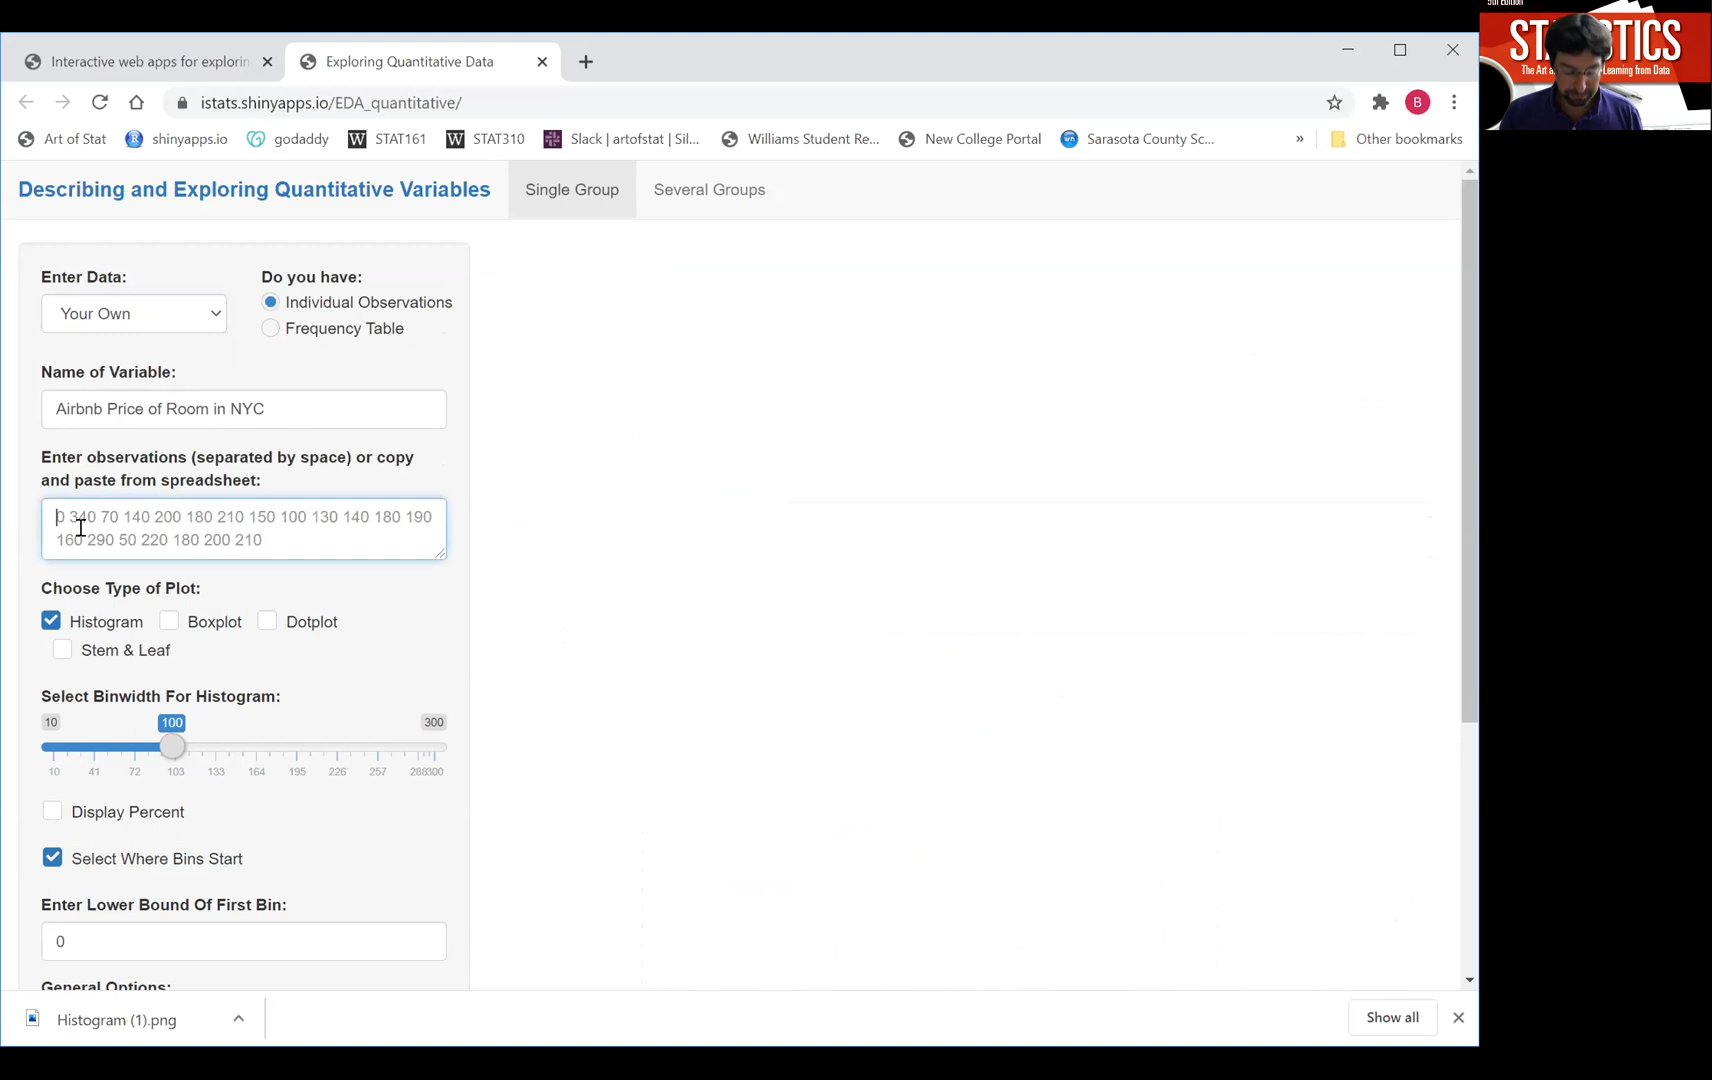 5th Edition
STATISTICS
The Art a Learning from Data
Interactive web apps for explorin
Exploring Quantitative Data
istats.shinyapps.io/EDA_quantitative/
B
Art of Stat
shinyapps.io
godaddy
STAT161
STAT310
Slack | artofstat | Sil...
Williams Student Re...
New College Portal
Sarasota County Sc...
»
Other bookmarks
Describing and Exploring Quantitative Variables
Single Group
Several Groups
Enter Data:
Do you have:
Your Own
Individual Observations
Frequency Table
Name of Variable:
Airbnb Price of Room in NYC
Enter observations (separated by space) or copy
and paste from spreadsheet:
0 340 70 140 200 180 210 150 100 130 140 180 190
160 290 50 220 180 200 210
Choose Type of Plot:
Histogram Boxplot Dotplot
Stem & Leaf
Select Binwidth For Histogram:
10 100 300
10 41 72 103 133 164 195 226 257 288300
Display Percent
Select Where Bins Start
Enter Lower Bound Of First Bin:
0
General Options:
Histogram (1).png
Show all